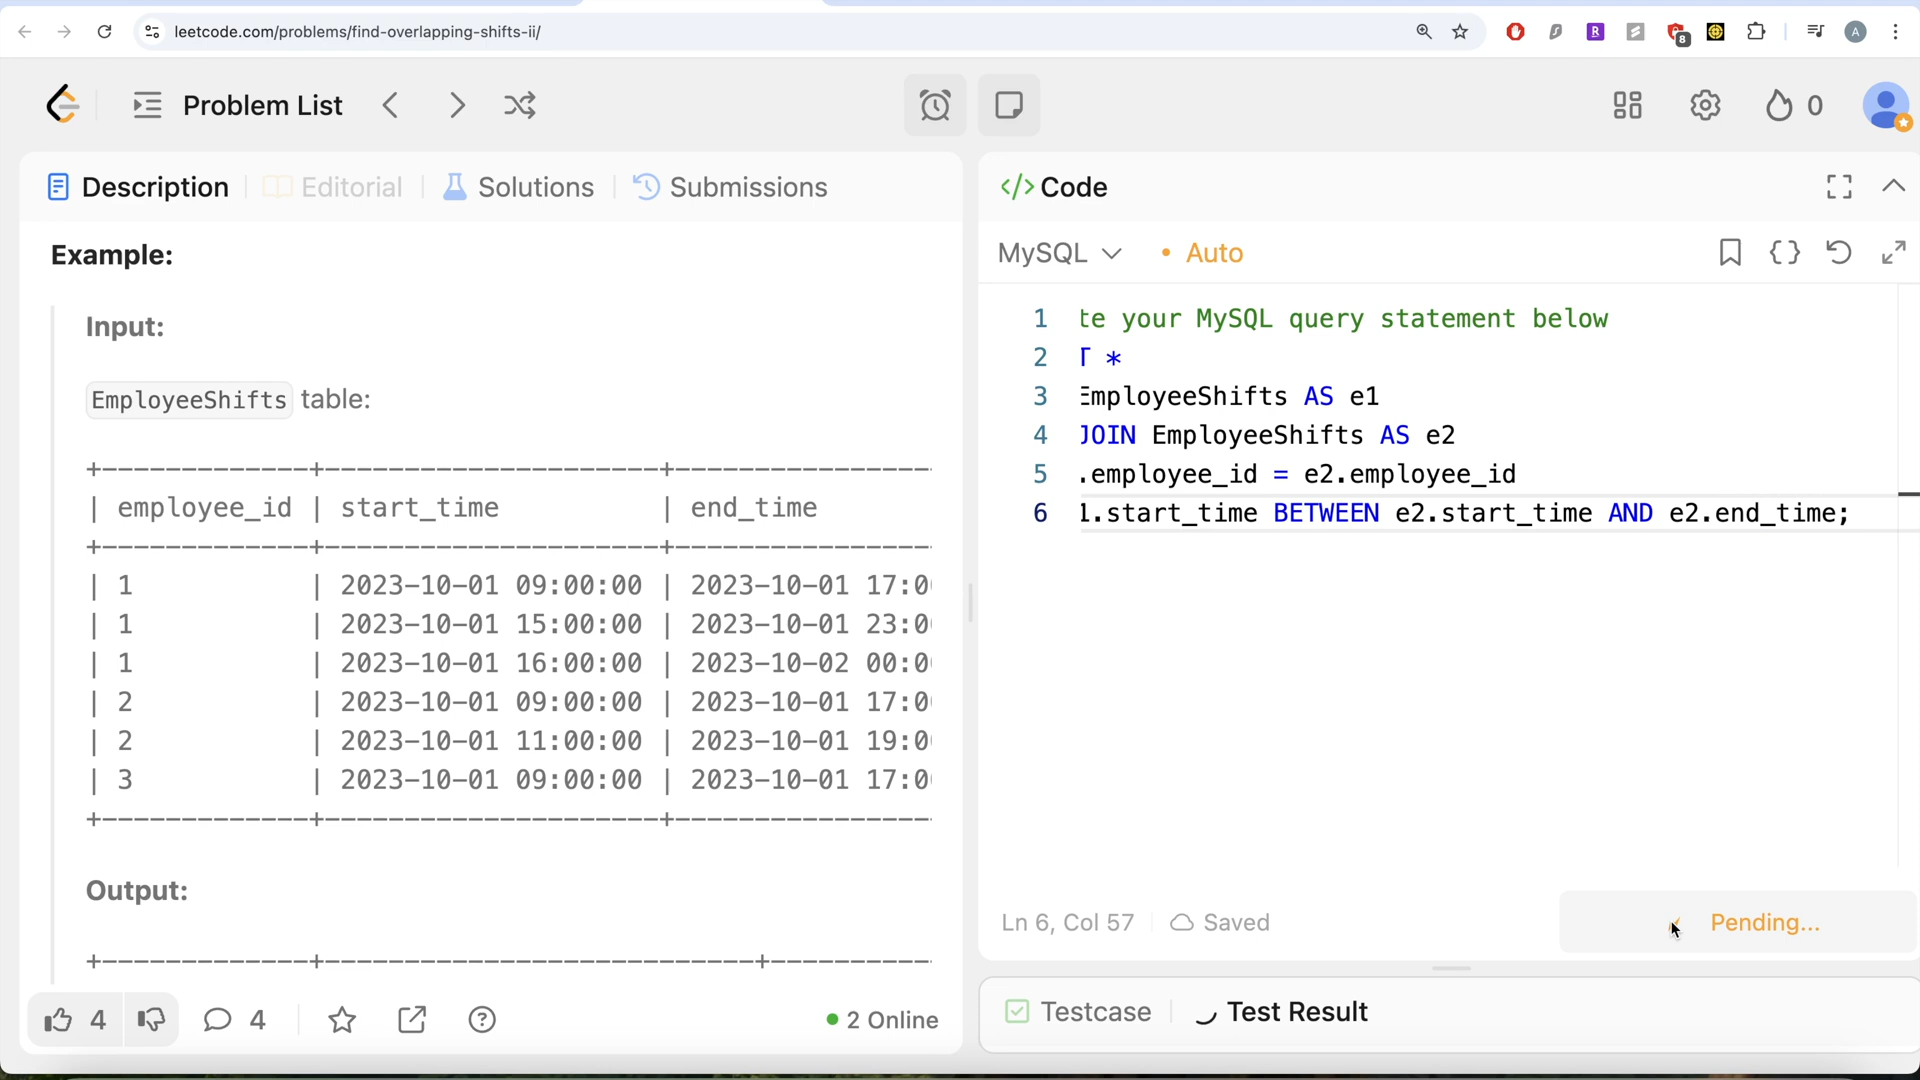 leetcode.com/problems/find-overlapping-shifts-ii/
8
A
Problem List
0
Description
Editorial
Solutions
Submissions
Example:
Input:
EmployeeShifts table:
+-------------+---------------------+----------------
| employee_id | start_time | end_time
+-------------+---------------------+----------------
| 1 | 2023-10-01 09:00:00 | 2023-10-01 17:0
| 1 | 2023-10-01 15:00:00 | 2023-10-01 23:0
| 1 | 2023-10-01 16:00:00 | 2023-10-02 00:0
| 2 | 2023-10-01 09:00:00 | 2023-10-01 17:0
| 2 | 2023-10-01 11:00:00 | 2023-10-01 19:0
| 3 | 2023-10-01 09:00:00 | 2023-10-01 17:0
+-------------+---------------------+----------------
Output:
+-------------+---------------------------+----------
4
4
2 Online
</> Code
MySQL
• Auto
1 te your MySQL query statement below
2 T *
3 EmployeeShifts AS e1
4 JOIN EmployeeShifts AS e2
5 .employee_id = e2.employee_id
6 1.start_time BETWEEN e2.start_time AND e2.end_time;
Ln 6, Col 57
Saved
Pending...
Testcase
Test Result